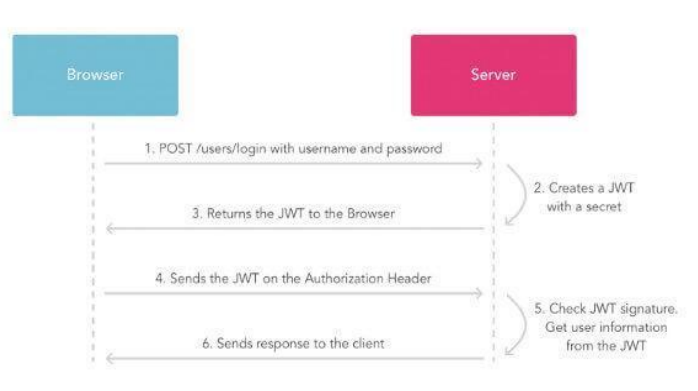 Browser
Server
1. POST /users/login with username and password
2. Creates a JWT
with a secret
3. Returns the JWT to the Browser
4. Sends the JWT on the Authorization Header
5. Check JWT signature.
Get user information
from the JWT
6. Sends response to the client